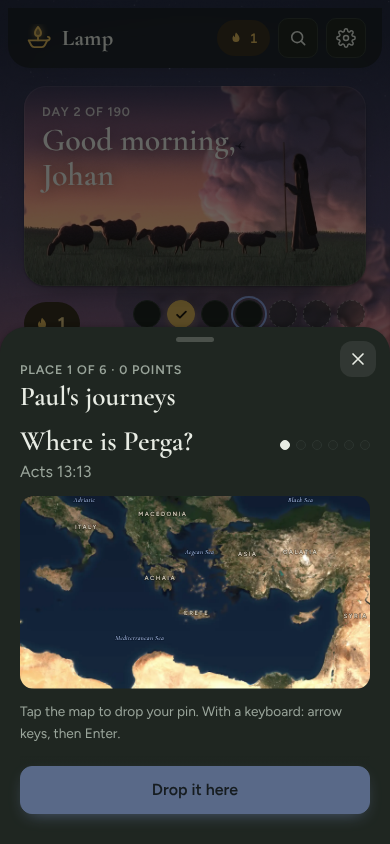 Lamp
1
DAY 2 OF 190
Good morning,
Johan
1
PLACE 1 OF 6 · 0 POINTS
Paul's journeys
Where is Perga?
Acts 13:13
Adriatic
Black Sea
MACEDONIA
ITALY
Aegean Sea
ASIA
GALATIA
ACHAIA
CRETE
SYRIA
Mediterranean Sea
Tap the map to drop your pin. With a keyboard: arrow
keys, then Enter.
Drop it here